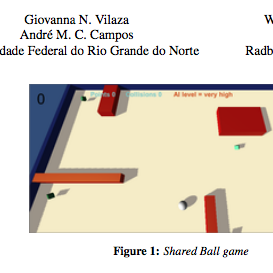 Giovanna N. Vilaza
W
André M. C. Campos
dade Federal do Rio Grande do Norte
Radb
0
AI level = very high
Figure 1: Shared Ball game